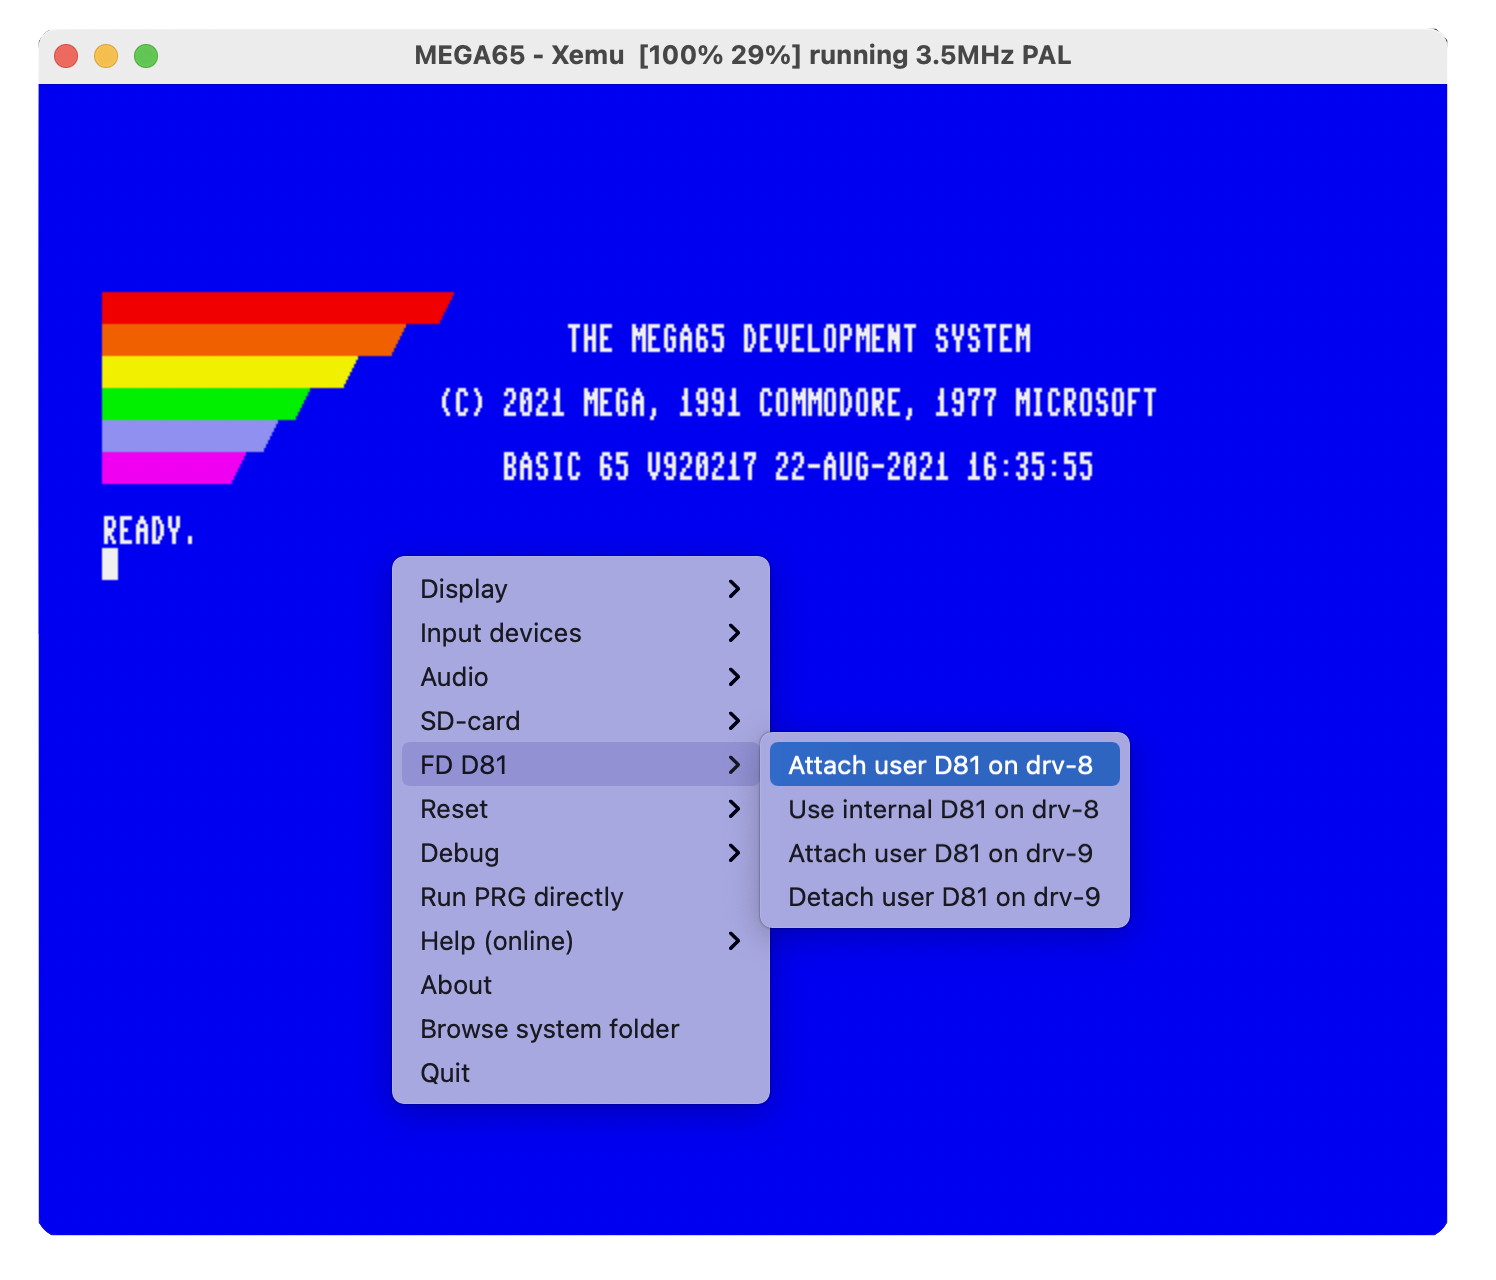 MEGA65 - Xemu [100% 29%] running 3.5MHz PAL
THE MEGA65 DEVELOPMENT SYSTEM
(C) 2021 MEGA, 1991 COMMODORE, 1977 MICROSOFT
BASIC 65 V920217 22-AUG-2021 16:35:55
READY.
Display
Input devices
Audio
SD-card
FD D81
Reset
Debug
Run PRG directly
Help (online)
About
Browse system folder
Quit
Attach user D81 on drv-8
Use internal D81 on drv-8
Attach user D81 on drv-9
Detach user D81 on drv-9